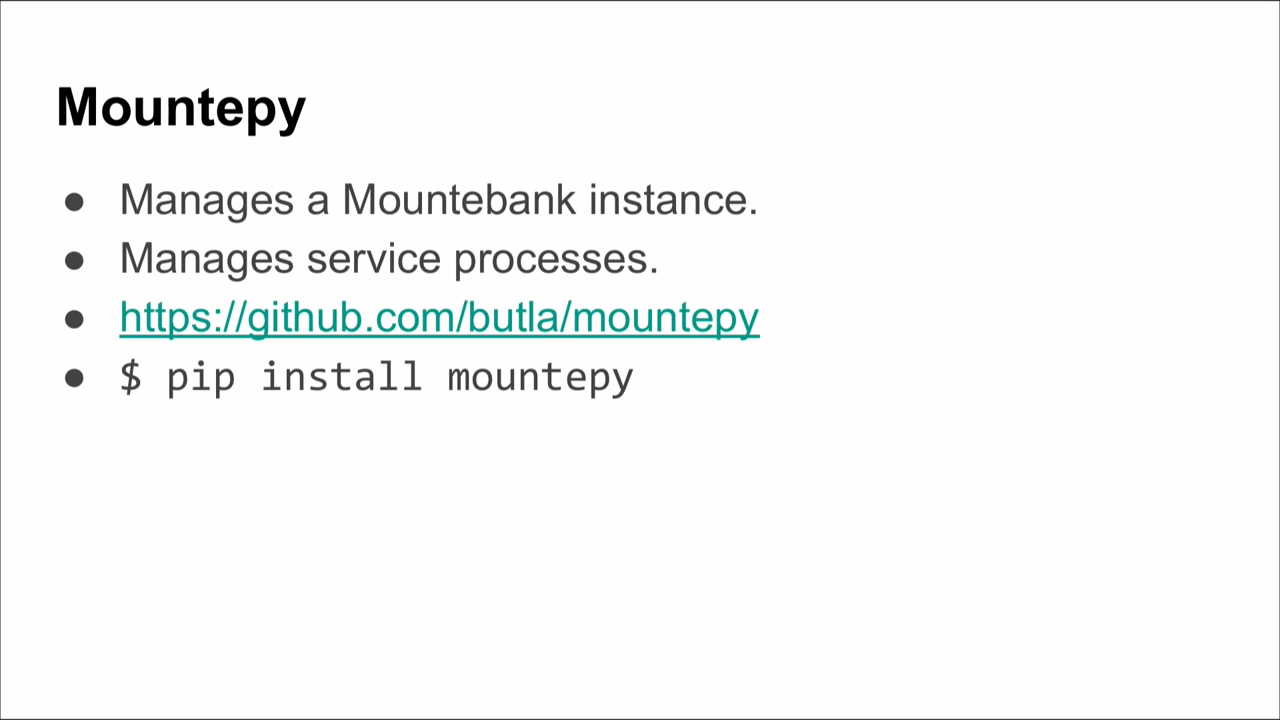 Mountepy
● Manages a Mountebank instance.
● Manages service processes.
● https://github.com/butla/mountepy
● $ pip install mountepy